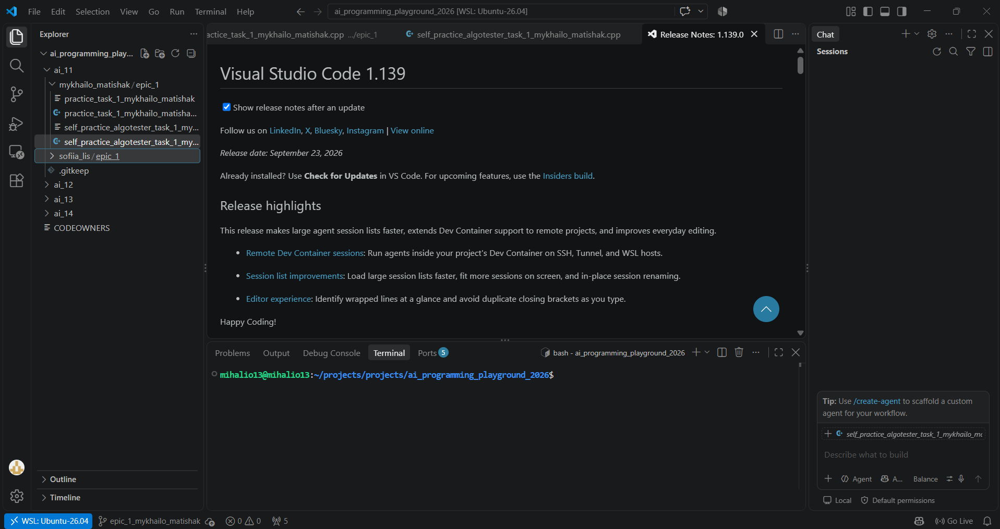 File Edit Selection View Go Run Terminal Help
ai_programming_playground_2026 [WSL: Ubuntu-26.04]
Explorer
ai_programming_play...
ai_11
mykhailo_matishak / epic_1
practice_task_1_mykhailo_matishak
practice_task_1_mykhailo_matisha...
self_practice_algotester_task_1_my...
self_practice_algotester_task_1_my...
sofiia_lis / epic_1
.gitkeep
ai_12
ai_13
ai_14
CODEOWNERS
Outline
Timeline
actice_task_1_mykhailo_matishak.cpp .../epic_1
self_practice_algotester_task_1_mykhailo_matishak.cpp
Release Notes: 1.139.0
Visual Studio Code 1.139
Show release notes after an update
Follow us on LinkedIn, X, Bluesky, Instagram | View online
Release date: September 23, 2026
Already installed? Use Check for Updates in VS Code. For upcoming features, use the Insiders build.
Release highlights
This release makes large agent session lists faster, extends Dev Container support to remote projects, and improves everyday editing.
• Remote Dev Container sessions: Run agents inside your project's Dev Container on SSH, Tunnel, and WSL hosts.
• Session list improvements: Load large session lists faster, fit more sessions on screen, and in-place session renaming.
• Editor experience: Identify wrapped lines at a glance and avoid duplicate closing brackets as you type.
Happy Coding!
Problems Output Debug Console Terminal Ports 5
bash - ai_programming_playground_2026
mihalio13@mihalio13:~/projects/projects/ai_programming_playground_2026$
Chat
Sessions
Tip: Use /create-agent to scaffold a custom
agent for your workflow.
self_practice_algotester_task_1_mykhailo_ma
Describe what to build
Agent A... Balance
Local Default permissions
WSL: Ubuntu-26.04 epic_1_mykhailo_matishak 0 0 5
Go Live